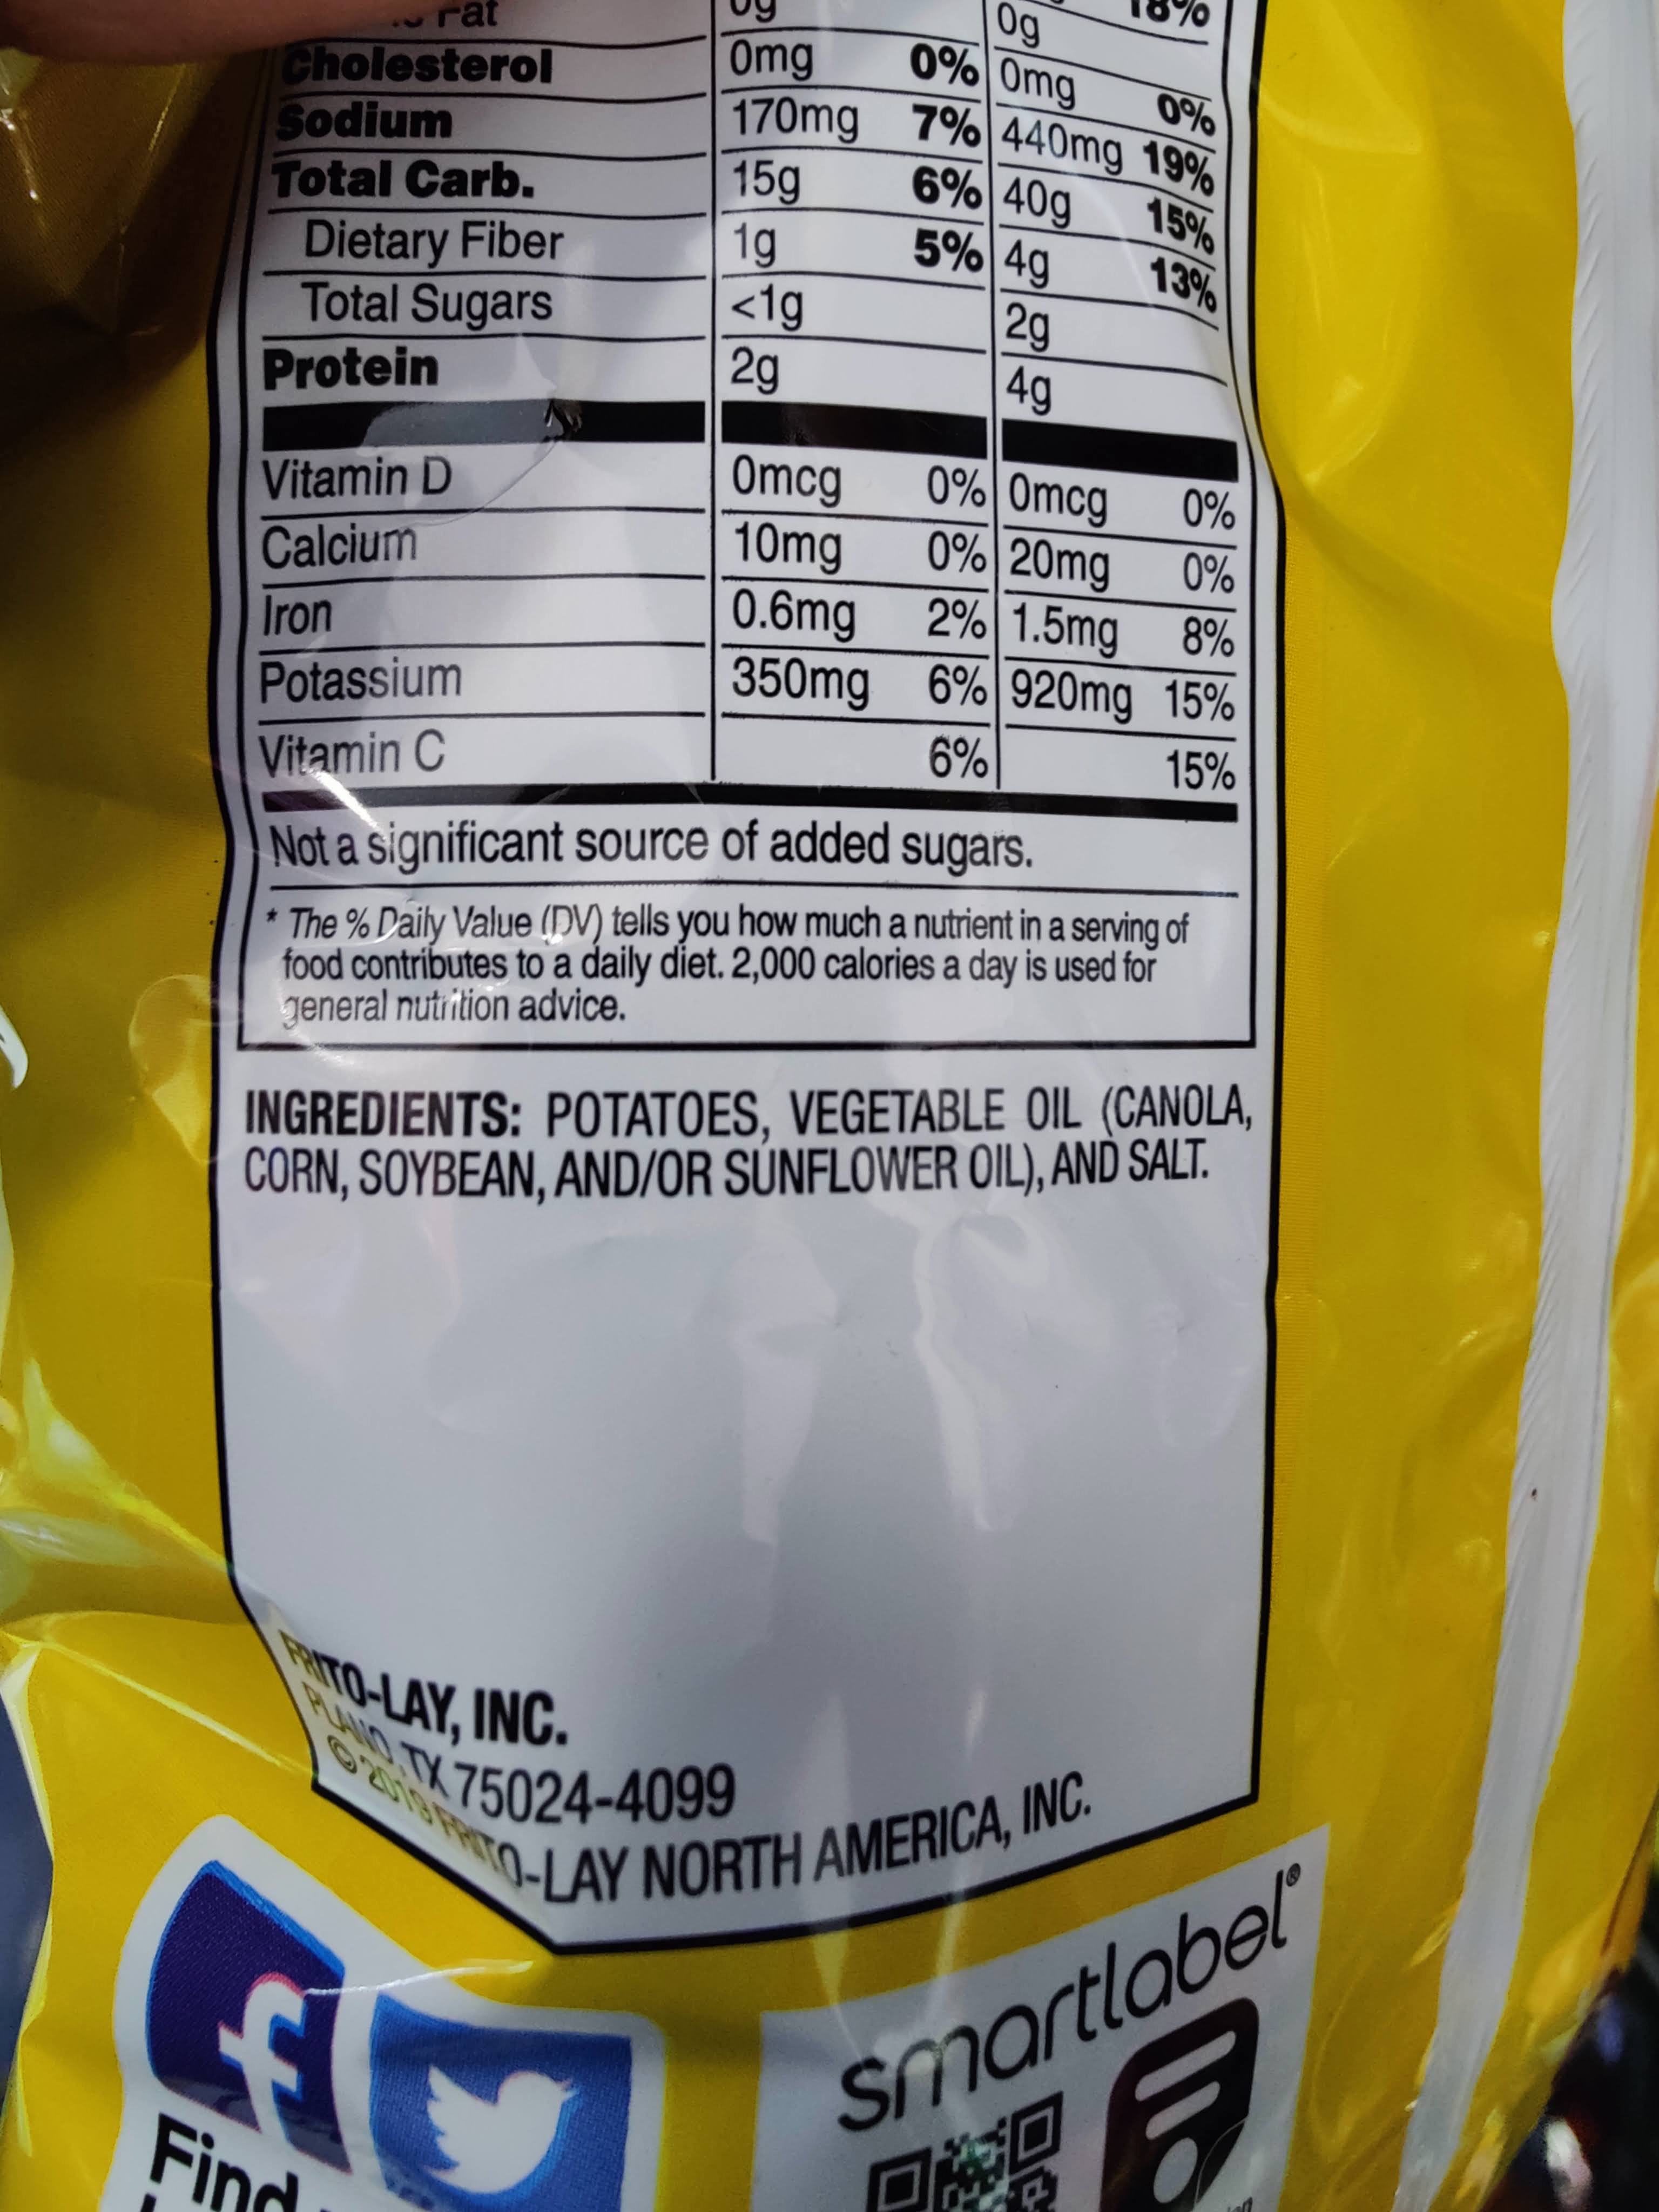 Fat 0g 0g 18%
Cholesterol 0mg 0% 0mg 0%
Sodium 170mg 7% 440mg 19%
Total Carb. 15g 6% 40g 15%
Dietary Fiber 1g 5% 4g 13%
Total Sugars <1g 2g
Protein 2g 4g
Vitamin D 0mcg 0% 0mcg 0%
Calcium 10mg 0% 20mg 0%
Iron 0.6mg 2% 1.5mg 8%
Potassium 350mg 6% 920mg 15%
Vitamin C 6% 15%
Not a significant source of added sugars.
* The % Daily Value (DV) tells you how much a nutrient in a serving of
food contributes to a daily diet. 2,000 calories a day is used for
general nutrition advice.
INGREDIENTS: POTATOES, VEGETABLE OIL (CANOLA,
CORN, SOYBEAN, AND/OR SUNFLOWER OIL), AND SALT.
FRITO-LAY, INC.
PLANO, TX 75024-4099
© 2019 FRITO-LAY NORTH AMERICA, INC.
smartlabel®
Find